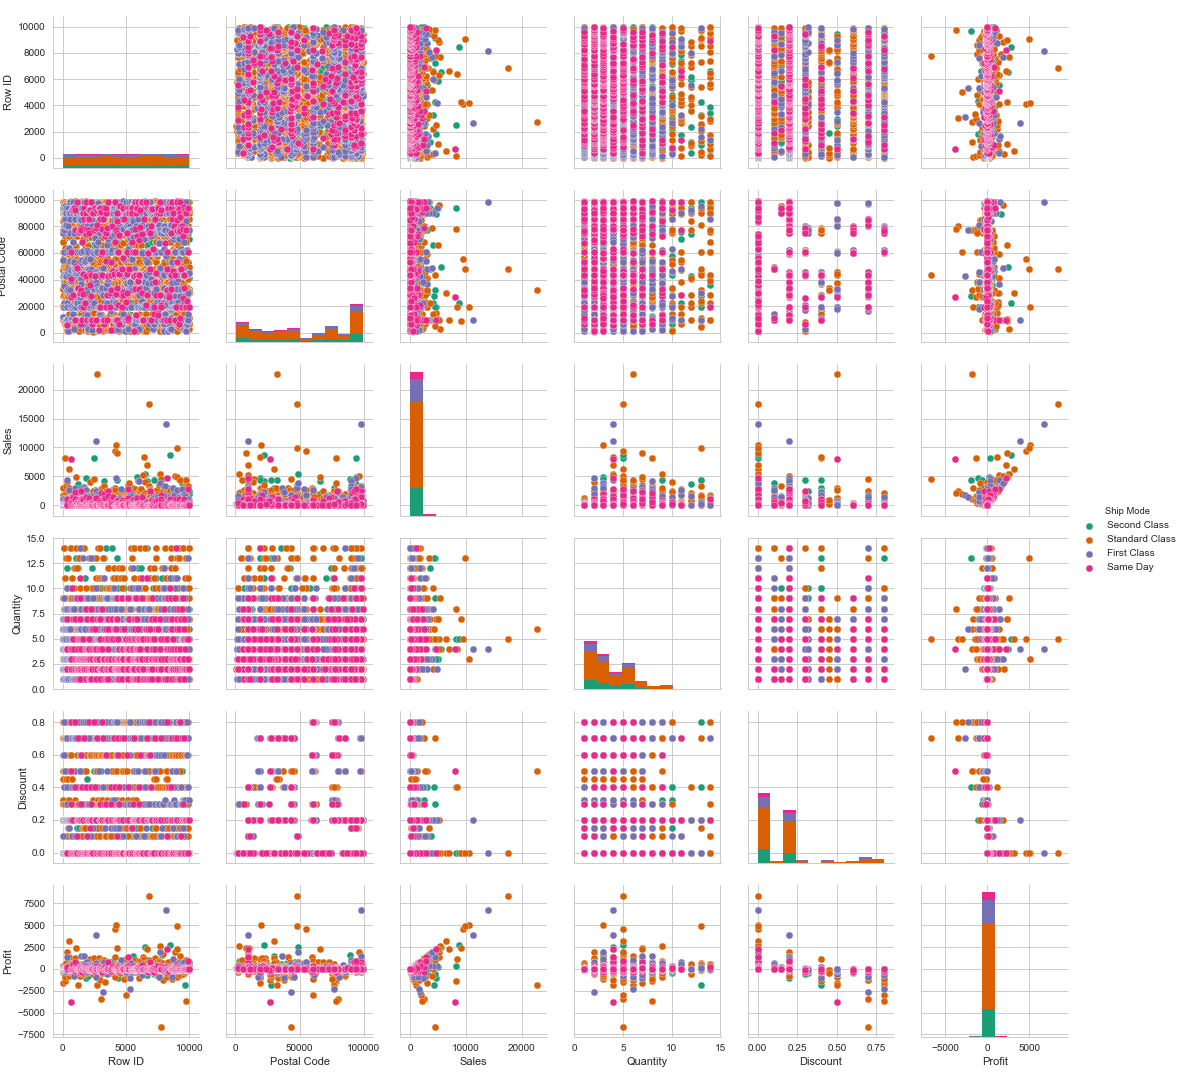 10000
8000
6000
4000
2000
0
Row ID
100000
80000
60000
40000
20000
0
Postal Code
20000
15000
10000
5000
0
Sales
15.0
12.5
10.0
7.5
5.0
2.5
0.0
Quantity
0.8
0.6
0.4
0.2
0.0
Discount
7500
5000
2500
0
−2500
−5000
−7500
Profit
0 5000 10000
Row ID
0 50000 100000
Postal Code
0 10000 20000
Sales
0 5 10 15
Quantity
0.00 0.25 0.50 0.75
Discount
−5000 0 5000
Profit
Ship Mode
Second Class
Standard Class
First Class
Same Day